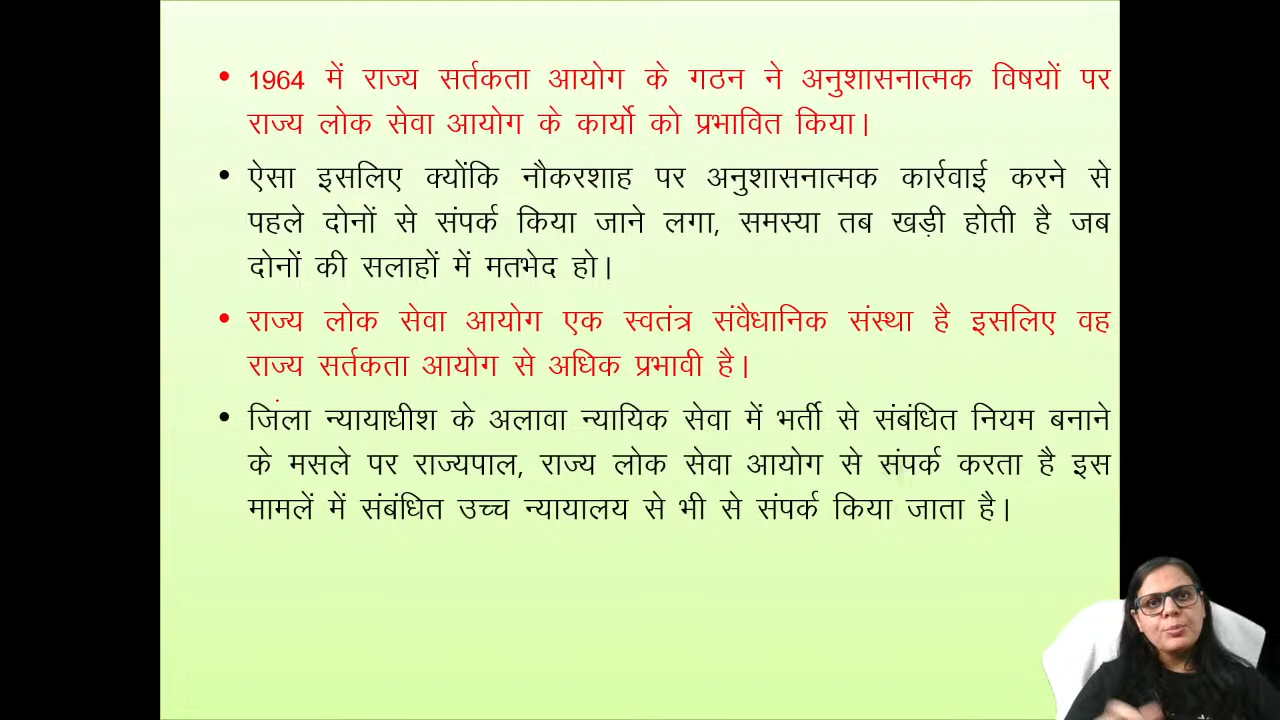 • 1964 में राज्य सर्तकता आयोग के गठन ने अनुशासनात्मक विषयों पर
राज्य लोक सेवा आयोग के कार्यो को प्रभावित किया।
• ऐसा इसलिए क्योंकि नौकरशाह पर अनुशासनात्मक कार्रवाई करने से
पहले दोनों से संपर्क किया जाने लगा, समस्या तब खड़ी होती है जब
दोनों की सलाहों में मतभेद हो।
• राज्य लोक सेवा आयोग एक स्वतंत्र संवैधानिक संस्था है इसलिए वह
राज्य सर्तकता आयोग से अधिक प्रभावी है।
• जिला न्यायाधीश के अलावा न्यायिक सेवा में भर्ती से संबंधित नियम बनाने
के मसले पर राज्यपाल, राज्य लोक सेवा आयोग से संपर्क करता है इस
मामलें में संबंधित उच्च न्यायालय से भी से संपर्क किया जाता है।